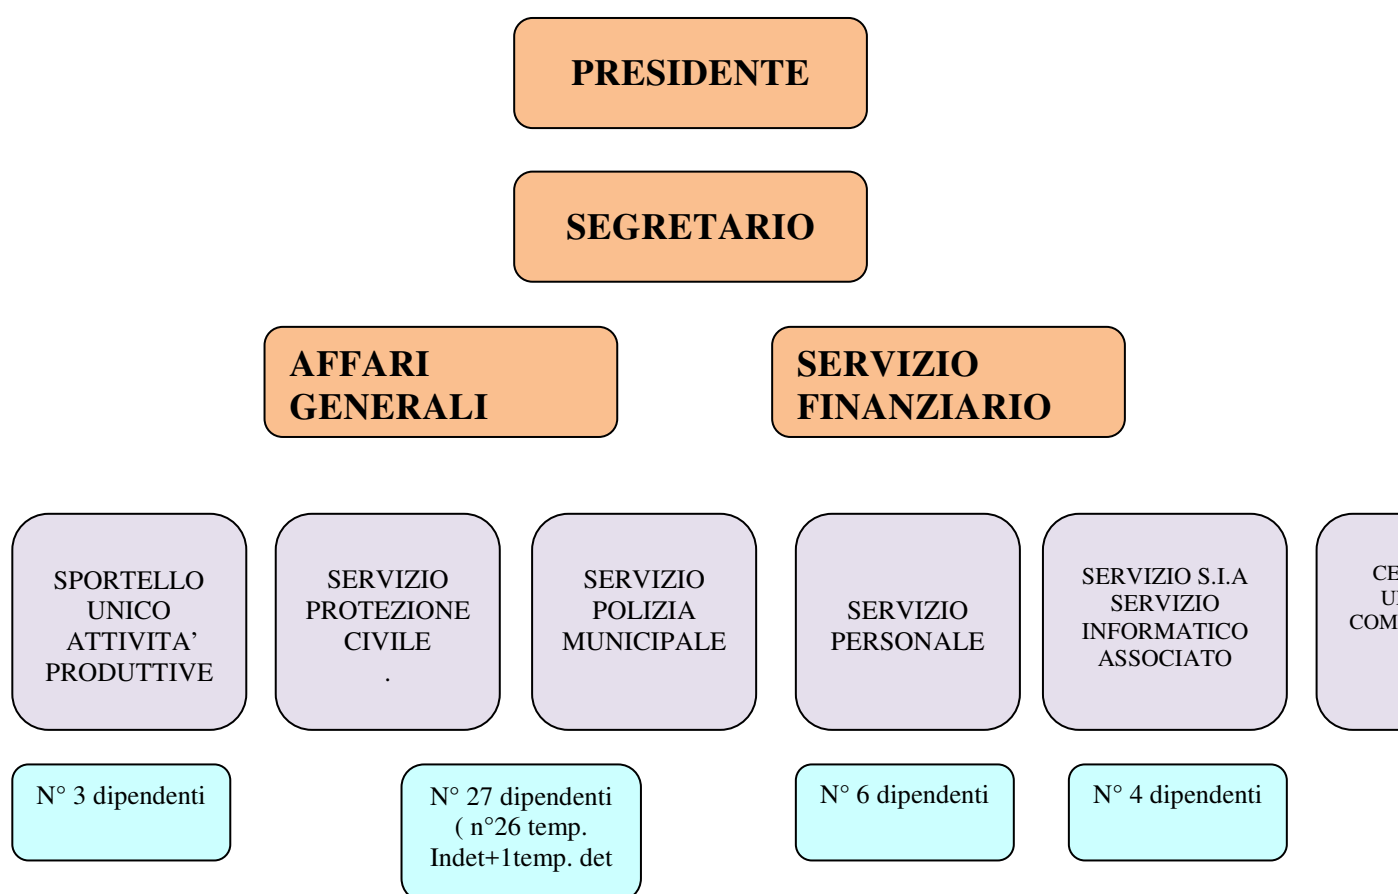 PRESIDENTE
SEGRETARIO
AFFARI
GENERALI
SERVIZIO
FINANZIARIO
SPORTELLO
UNICO
ATTIVITA’
PRODUTTIVE
SERVIZIO
PROTEZIONE
CIVILE
.
SERVIZIO
POLIZIA
MUNICIPALE
SERVIZIO
PERSONALE
SERVIZIO S.I.A
SERVIZIO
INFORMATICO
ASSOCIATO
N° 3 dipendenti
N° 27 dipendenti
( n°26 temp.
Indet+1temp. det
N° 6 dipendenti
N° 4 dipendenti